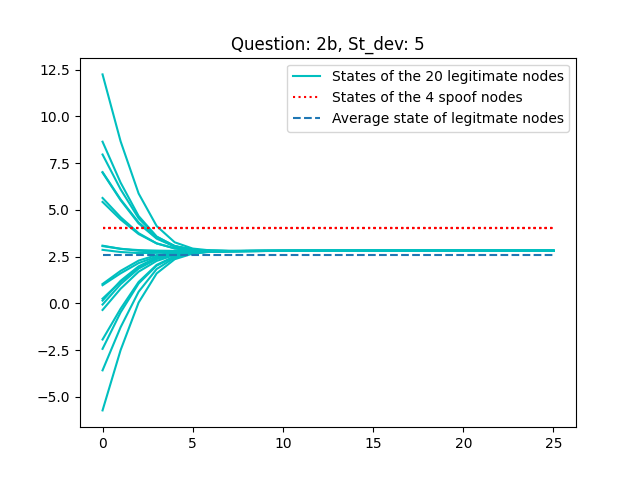 Question: 2b, St_dev: 5
States of the 20 legitimate nodes
States of the 4 spoof nodes
Average state of legitmate nodes
12.5
10.0
7.5
5.0
2.5
0.0
−2.5
−5.0
0 5 10 15 20 25